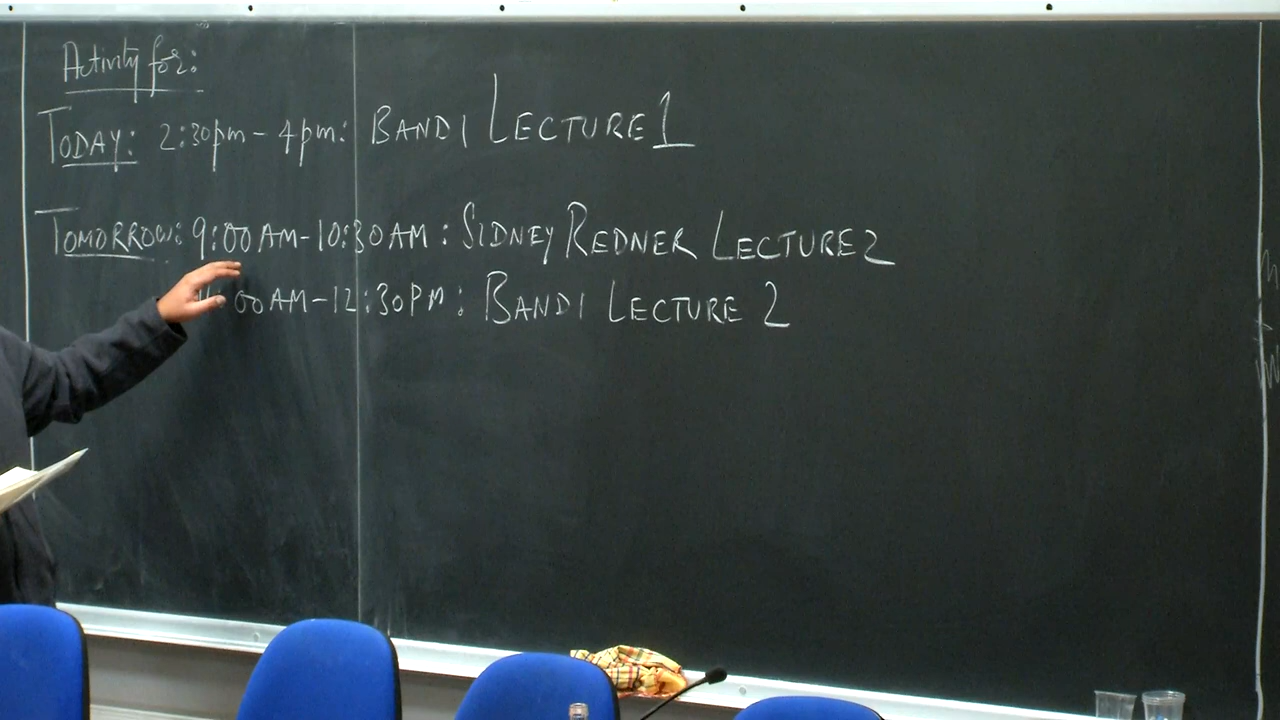 Activity for:
TODAY: 2:30pm - 4pm: BANDI LECTURE 1
TOMORROW: 9:00AM-10:30AM: SIDNEY REDNER LECTURE 2
11:00AM-12:30PM: BANDI LECTURE 2